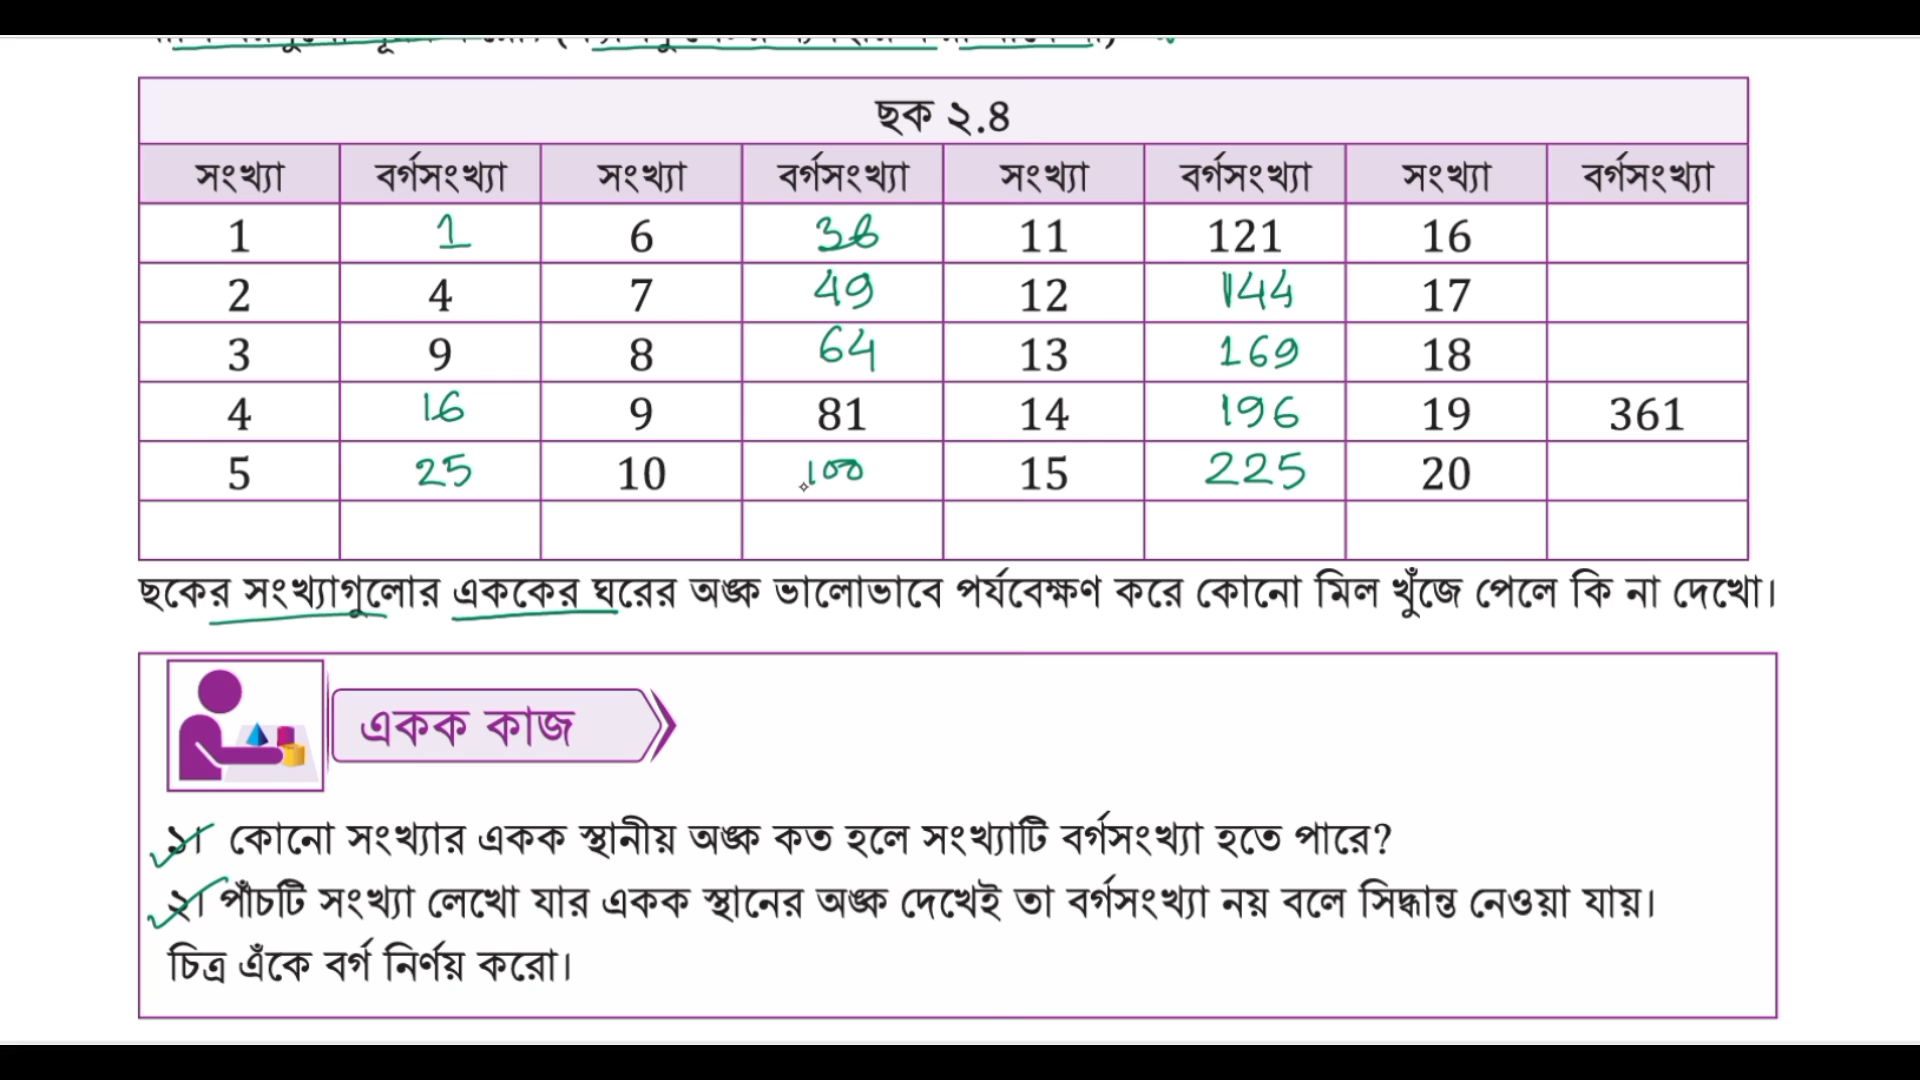 ছক ২.৪
সংখ্যা বর্গসংখ্যা সংখ্যা বর্গসংখ্যা সংখ্যা বর্গসংখ্যা সংখ্যা বর্গসংখ্যা
1 1 6 36 11 121 16
2 4 7 49 12 144 17
3 9 8 64 13 169 18
4 16 9 81 14 196 19 361
5 25 10 100 15 225 20
ছকের সংখ্যাগুলোর এককের ঘরের অঙ্ক ভালোভাবে পর্যবেক্ষণ করে কোনো মিল খুঁজে পেলে কি না দেখো।
একক কাজ
১। কোনো সংখ্যার একক স্থানীয় অঙ্ক কত হলে সংখ্যাটি বর্গসংখ্যা হতে পারে?
২। পাঁচটি সংখ্যা লেখো যার একক স্থানের অঙ্ক দেখেই তা বর্গসংখ্যা নয় বলে সিদ্ধান্ত নেওয়া যায়।
চিত্র এঁকে বর্গ নির্ণয় করো।